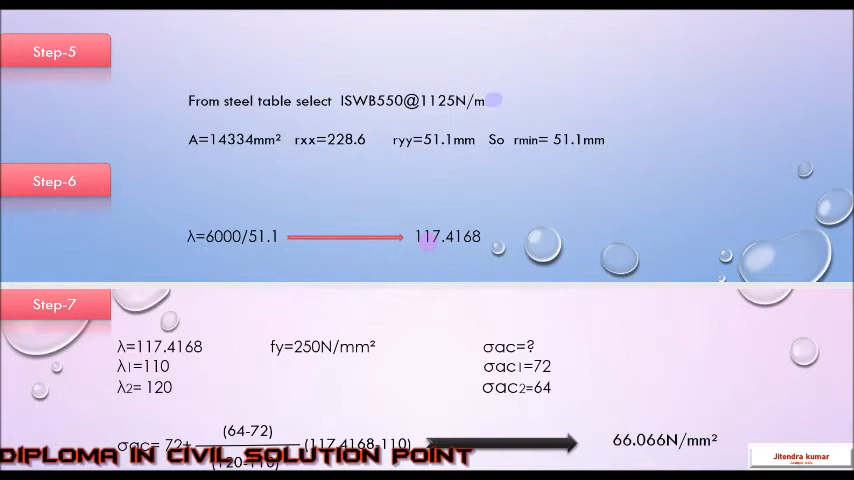 Step-5
From steel table select ISWB550@1125N/m
A=14334mm² rxx=228.6 ryy=51.1mm So rmin= 51.1mm
Step-6
λ=6000/51.1 117.4168
Step-7
λ=117.4168 fy=250N/mm² σac=?
λ1=110 σac1=72
λ2= 120 σac2=64
(64-72)
σac= 72+ (117.4168-110) 66.066N/mm²
(120-110)
DIPLOMA IN CIVIL SOLUTION POINT
Jitendra kumar